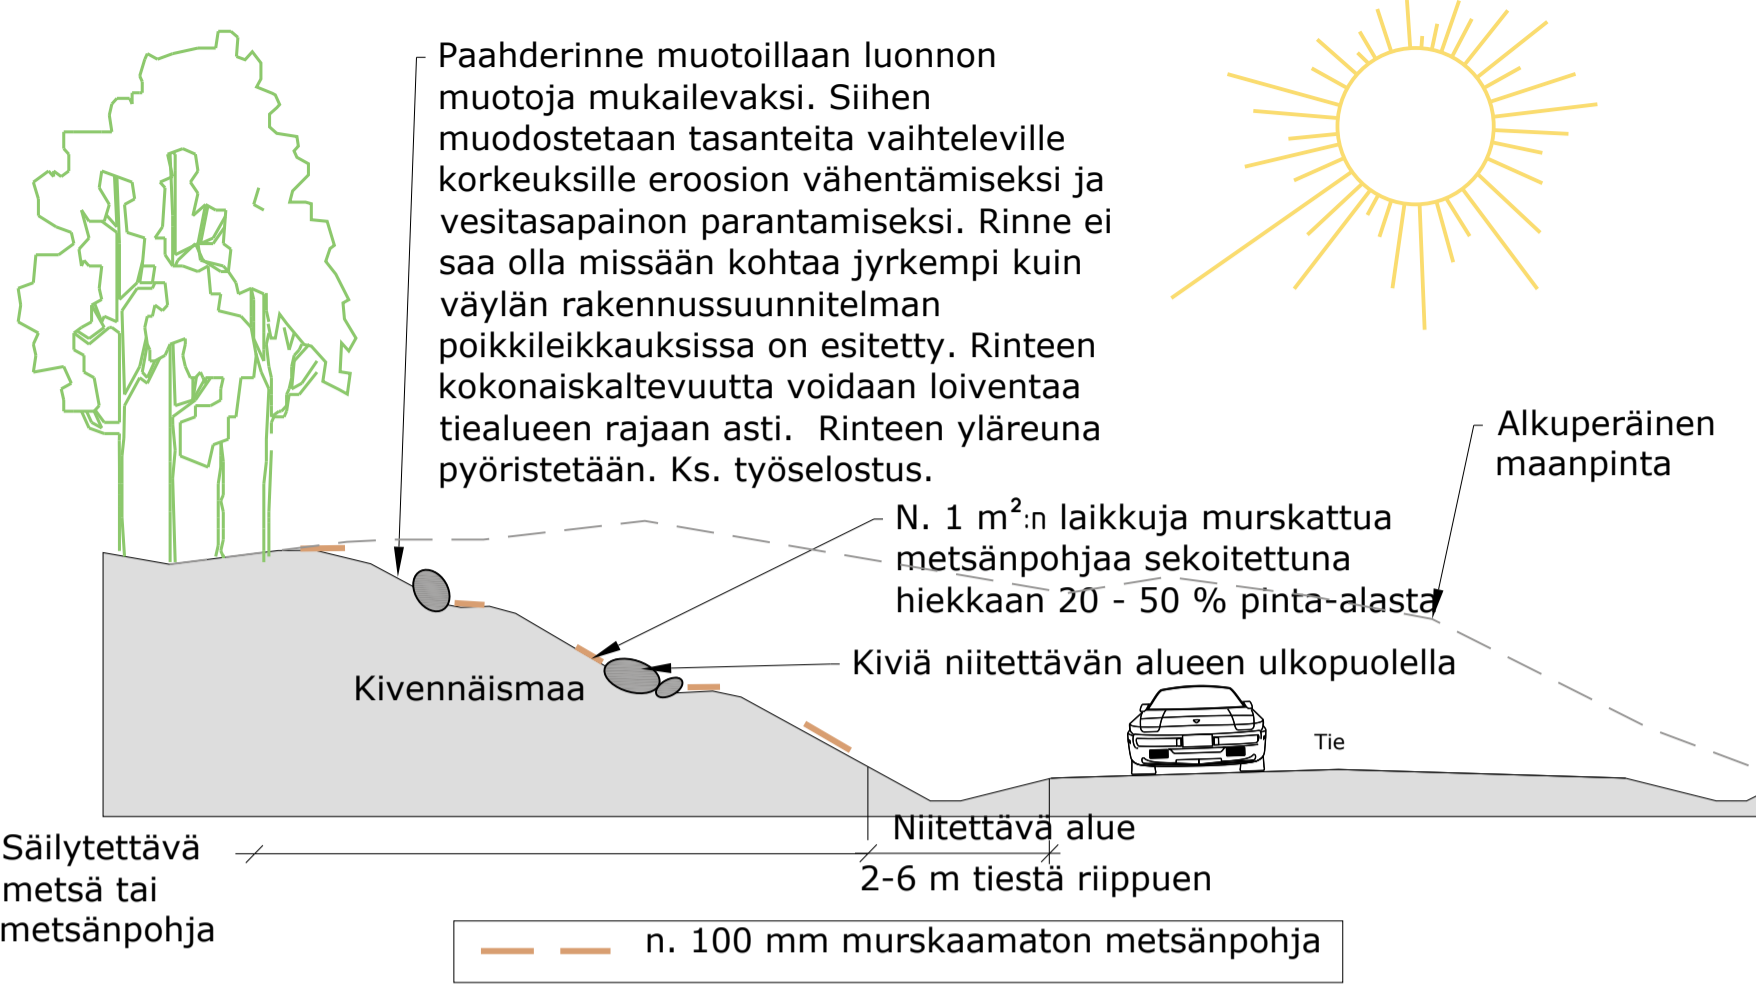 Paahderinne muotoillaan luonnon
muotoja mukailevaksi. Siihen
muodostetaan tasanteita vaihteleville
korkeuksille eroosion vähentämiseksi ja
vesitasapainon parantamiseksi. Rinne ei
saa olla missään kohtaa jyrkempi kuin
väylän rakennussuunnitelman
poikkileikkauksissa on esitetty. Rinteen
kokonaiskaltevuutta voidaan loiventaa
tiealueen rajaan asti.  Rinteen yläreuna
pyöristetään. Ks. työselostus.
Alkuperäinen
maanpinta
N. 1 m²:n laikkuja murskattua
metsänpohjaa sekoitettuna
hiekkaan 20 - 50 % pinta-alasta
Kiviä niitettävän alueen ulkopuolella
Kivennäismaa
Tie
Niitettävä alue
2-6 m tiestä riippuen
Säilytettävä
metsä tai
metsänpohja
n. 100 mm murskaamaton metsänpohja